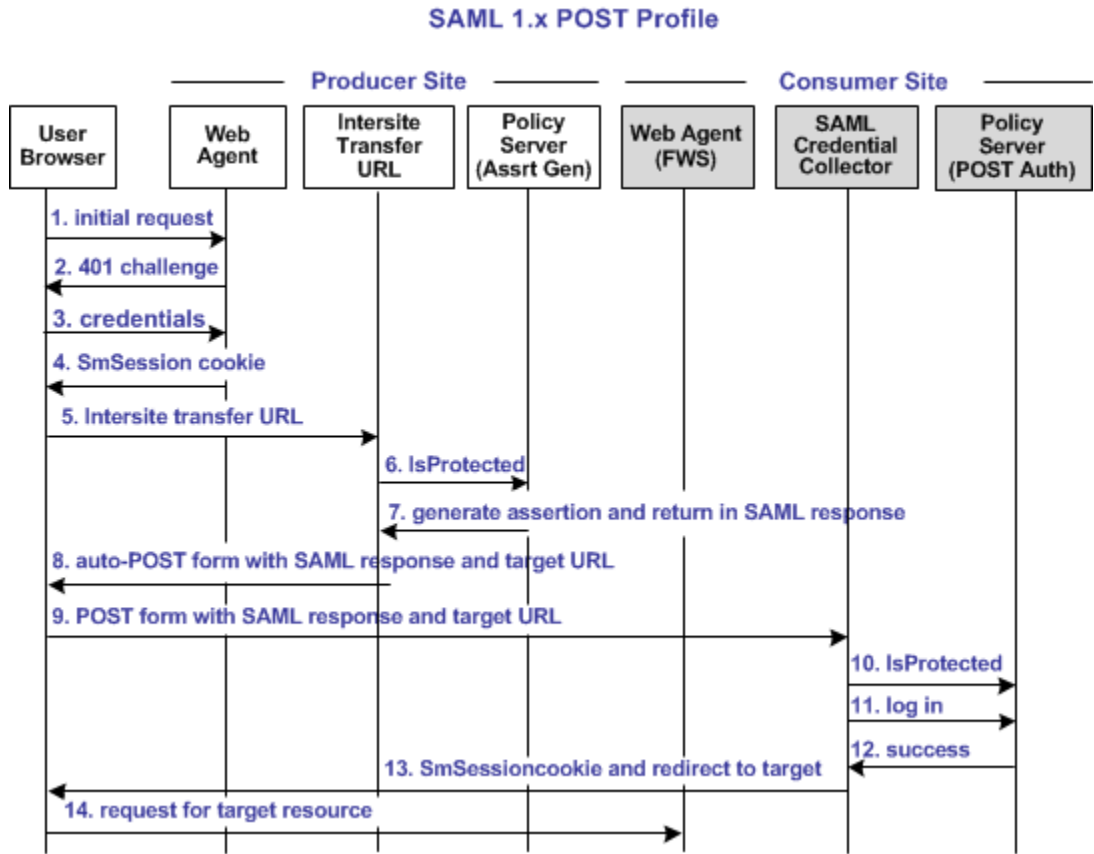 SAML 1.x POST Profile
Producer Site
Consumer Site
User
Browser
Web
Agent
Intersite
Transfer
URL
Policy
Server
(Assrt Gen)
Web Agent
(FWS)
SAML
Credential
Collector
Policy
Server
(POST Auth)
1. initial request
2. 401 challenge
3. credentials
4. SmSession cookie
5. Intersite transfer URL
6. IsProtected
7. generate assertion and return in SAML response
8. auto-POST form with SAML response and target URL
9. POST form with SAML response and target URL
10. IsProtected
11. log in
12. success
13. SmSessioncookie and redirect to target
14. request for target resource